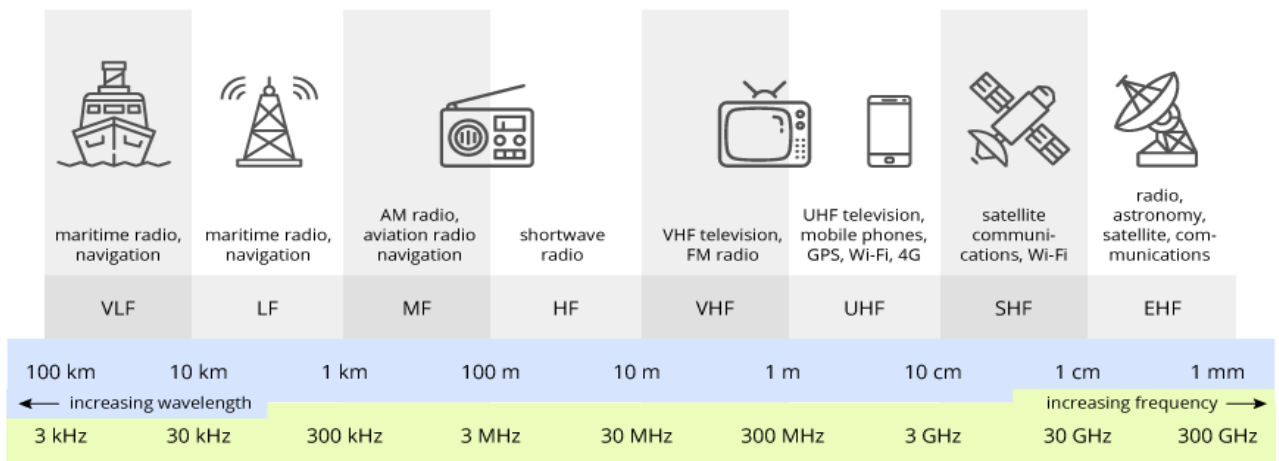 maritime radio,
navigation
maritime radio,
navigation
AM radio,
aviation radio
navigation
shortwave
radio
VHF television,
FM radio
UHF television,
mobile phones,
GPS, Wi-Fi, 4G
satellite
communi-
cations, Wi-Fi
radio,
astronomy,
satellite, com-
munications
VLF LF MF HF VHF UHF SHF EHF
100 km 10 km 1 km 100 m 10 m 1 m 10 cm 1 cm 1 mm
increasing wavelength increasing frequency
3 kHz 30 kHz 300 kHz 3 MHz 30 MHz 300 MHz 3 GHz 30 GHz 300 GHz